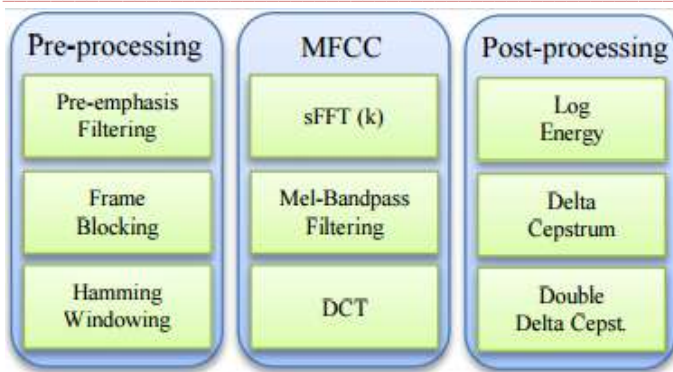 Pre-processing
Pre-emphasis
Filtering
Frame
Blocking
Hamming
Windowing
MFCC
sFFT (k)
Mel-Bandpass
Filtering
DCT
Post-processing
Log
Energy
Delta
Cepstrum
Double
Delta Cepst.